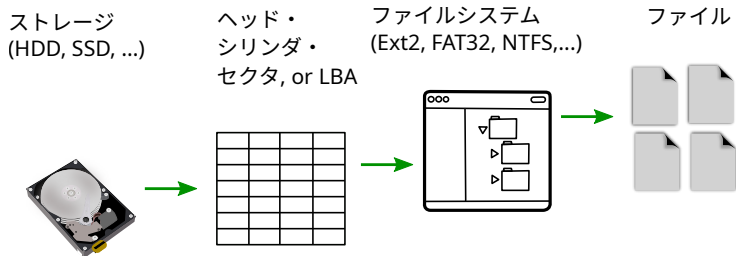 ストレージ
(HDD, SSD, ...)
ヘッド・
シリンダ・
セクタ, or LBA
ファイルシステム
(Ext2, FAT32, NTFS,...)
ファイル